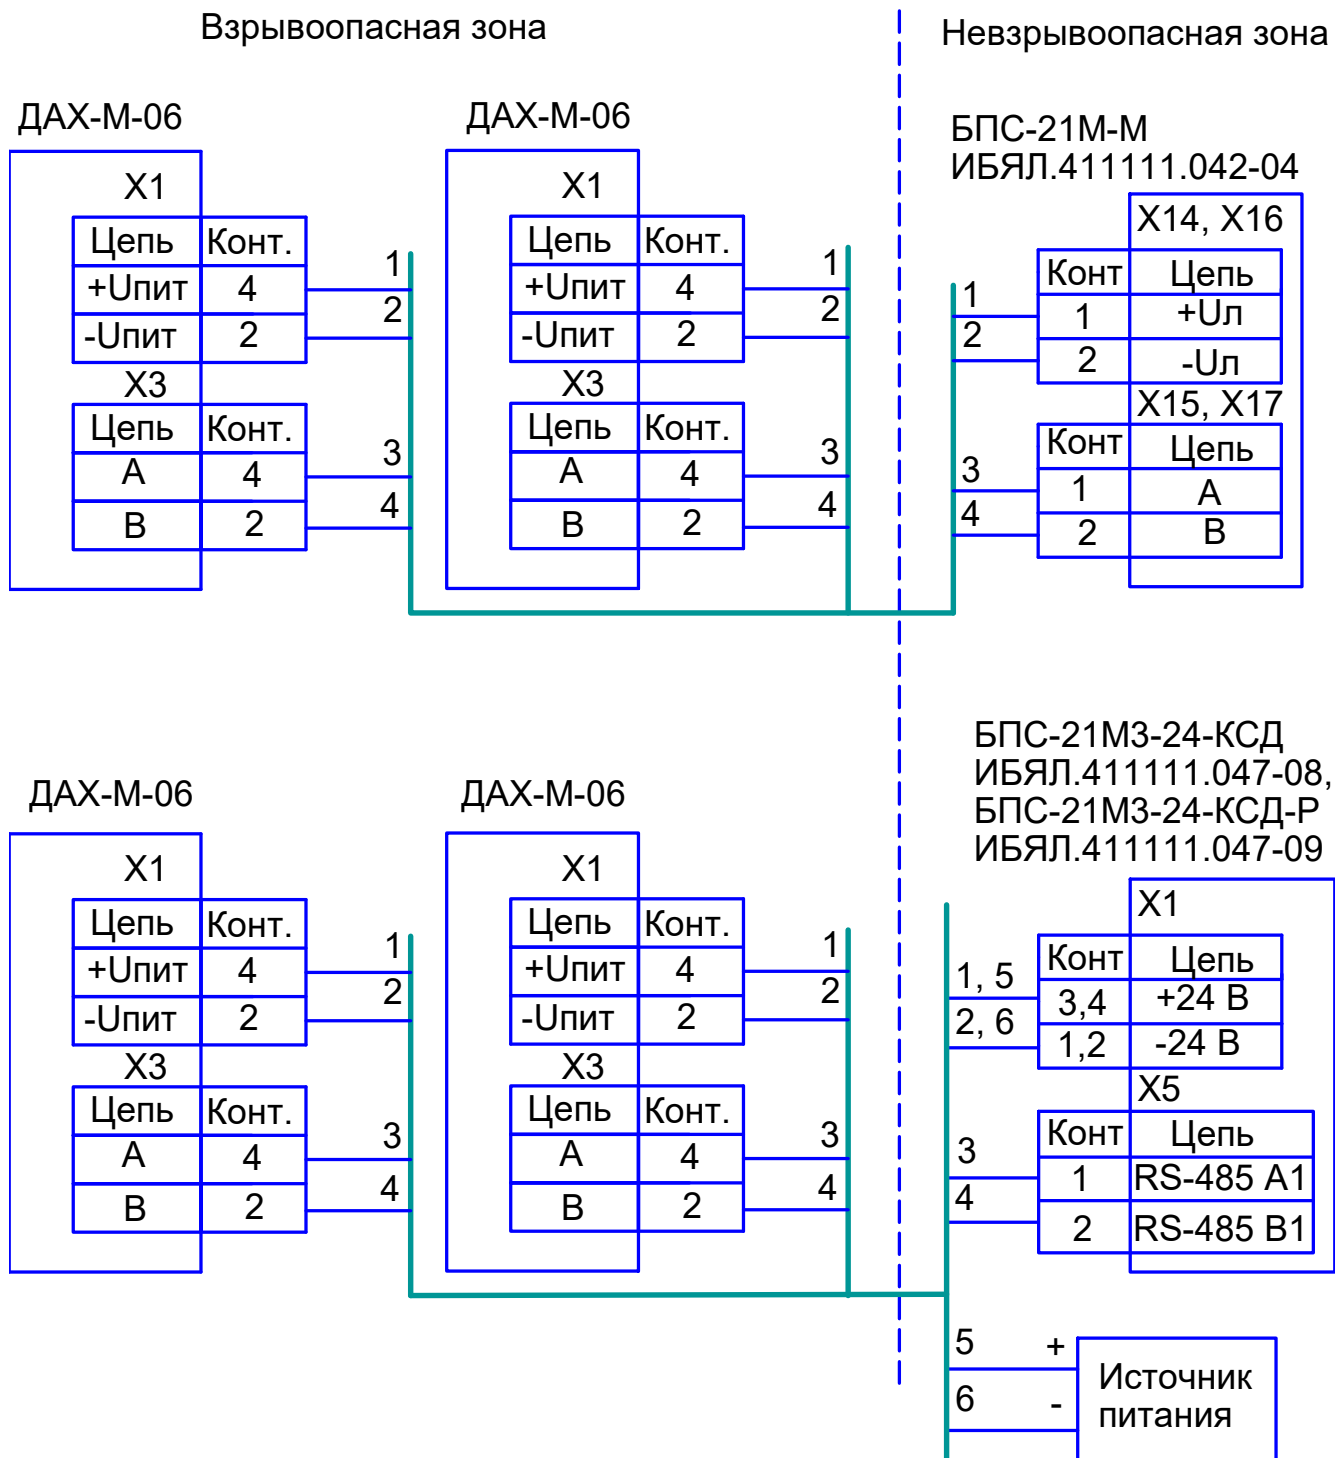 Взрывоопасная зона
Невзрывоопасная зона
ДАХ-М-06
X1
Цепь Конт.
+Uпит 4
-Uпит 2
X3
Цепь Конт.
A 4
B 2
1
2
3
4
ДАХ-М-06
X1
Цепь Конт.
+Uпит 4
-Uпит 2
X3
Цепь Конт.
A 4
B 2
1
2
3
4
БПС-21М-М
ИБЯЛ.411111.042-04
X14, X16
Конт Цепь
1 1 +Uл
2 2 -Uл
X15, X17
Конт Цепь
3 1 A
4 2 B
ДАХ-М-06
X1
Цепь Конт.
+Uпит 4
-Uпит 2
X3
Цепь Конт.
A 4
B 2
1
2
3
4
ДАХ-М-06
X1
Цепь Конт.
+Uпит 4
-Uпит 2
X3
Цепь Конт.
A 4
B 2
1
2
3
4
БПС-21М3-24-КСД
ИБЯЛ.411111.047-08,
БПС-21М3-24-КСД-Р
ИБЯЛ.411111.047-09
X1
Конт Цепь
1, 5 3,4 +24 В
2, 6 1,2 -24 В
X5
Конт Цепь
3 1 RS-485 A1
4 2 RS-485 B1
5 +
6 -
Источник
питания